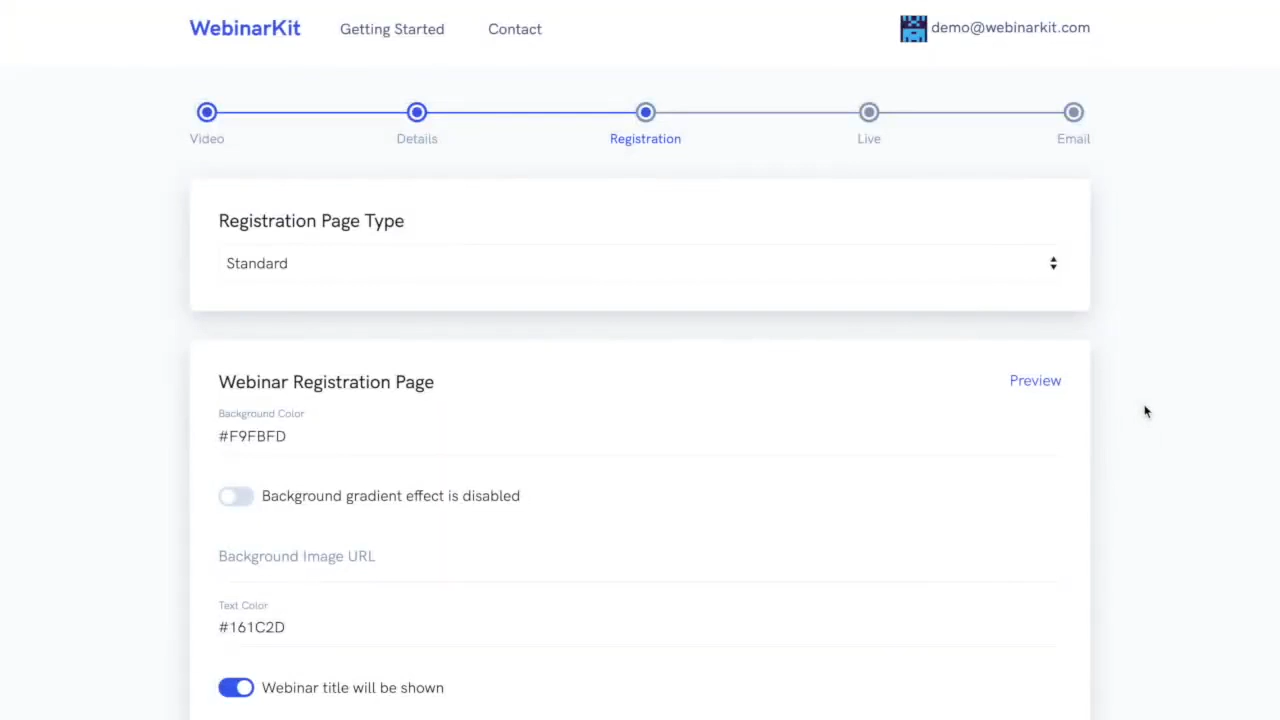 WebinarKit Getting Started Contact demo@webinarkit.com
Video Details Registration Live Email
Registration Page Type
Standard
Webinar Registration Page Preview
Background Color
#F9FBFD
Background gradient effect is disabled
Background Image URL
Text Color
#161C2D
Webinar title will be shown